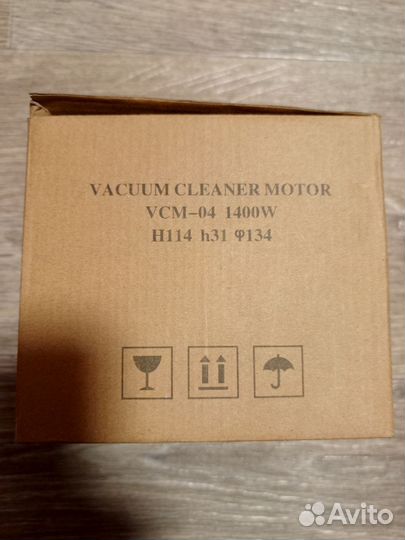 VACUUM CLEANER MOTOR
VCM-04 1400W
H114 h31 φ134
Avito